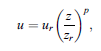 u = u_r (z / z_r)^p,